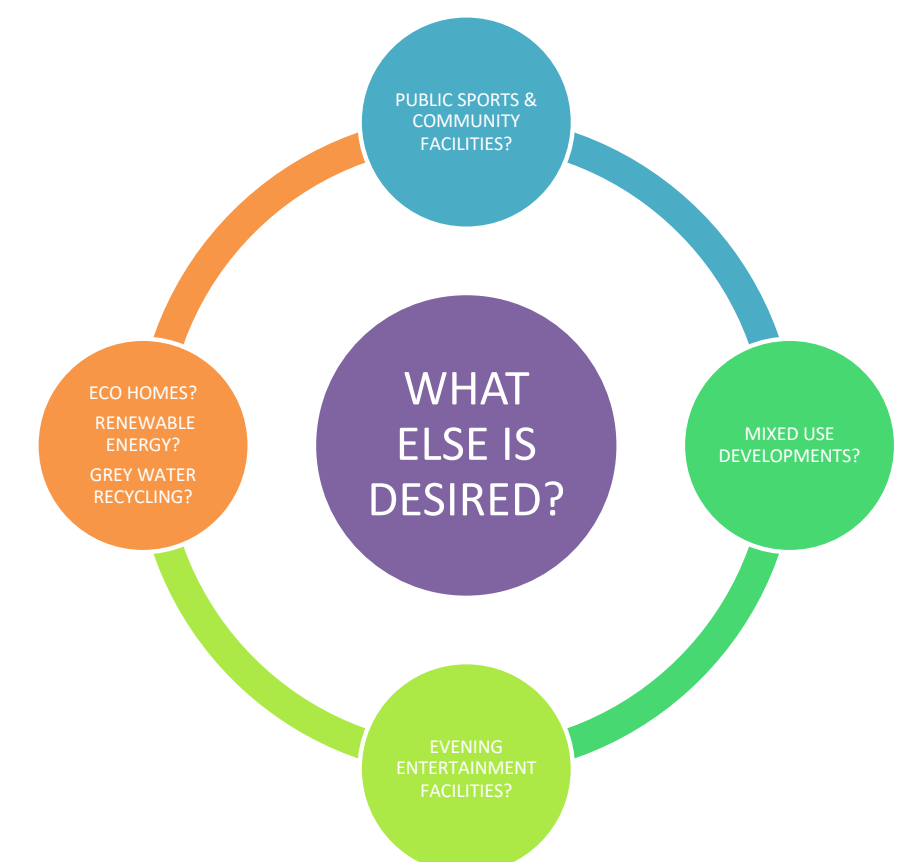 PUBLIC SPORTS &
COMMUNITY
FACILITIES?
WHAT
ELSE IS
DESIRED?
ECO HOMES?
RENEWABLE
ENERGY?
GREY WATER
RECYCLING?
MIXED USE
DEVELOPMENTS?
EVENING
ENTERTAINMENT
FACILITIES?